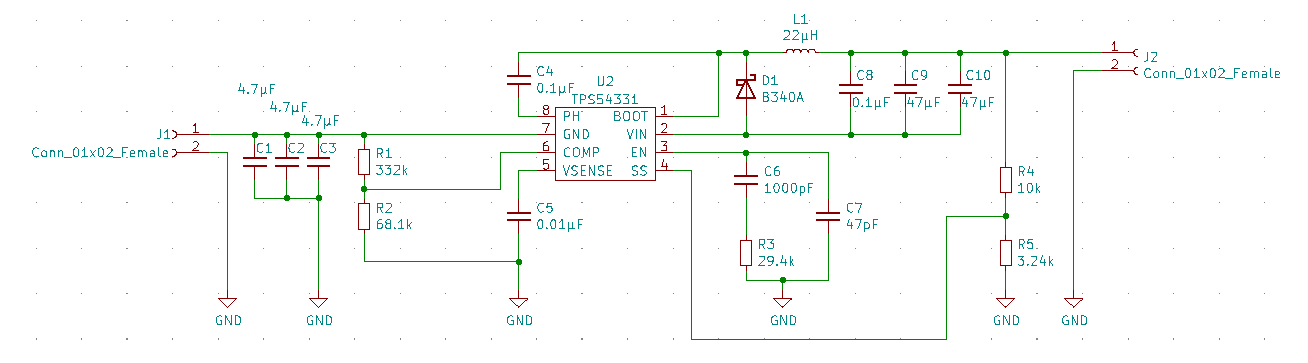 L1
22µH
C4
0.1µF
U2
TPS54331
8 PH BOOT 1
7 GND VIN 2
6 COMP EN 3
5 VSENSE SS 4
D1
B340A
C8
0.1µF
C9
47µF
C10
47µF
1
2
J2
Conn_01x02_Female
4.7µF
4.7µF
4.7µF
J1
1
2
Conn_01x02_Female
C1
C2
C3
R1
332k
R2
68.1k
C5
0.01µF
C6
1000pF
C7
47pF
R3
29.4k
R4
10k
R5
3.24k
GND
GND
GND
GND
GND
GND